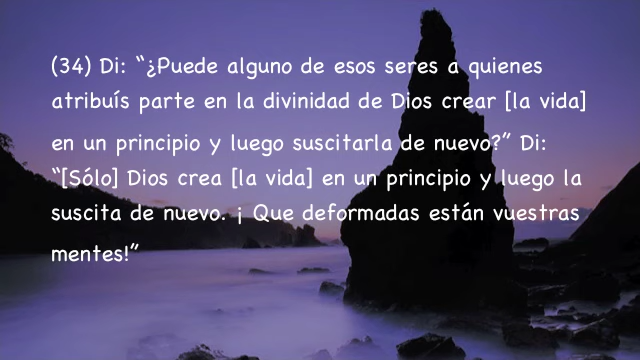 (34) Di: “¿Puede alguno de esos seres a quienes
atribuís parte en la divinidad de Dios crear [la vida]
en un principio y luego suscitarla de nuevo?” Di:
“[Sólo] Dios crea [la vida] en un principio y luego la
suscita de nuevo. ¡ Que deformadas están vuestras
mentes!”